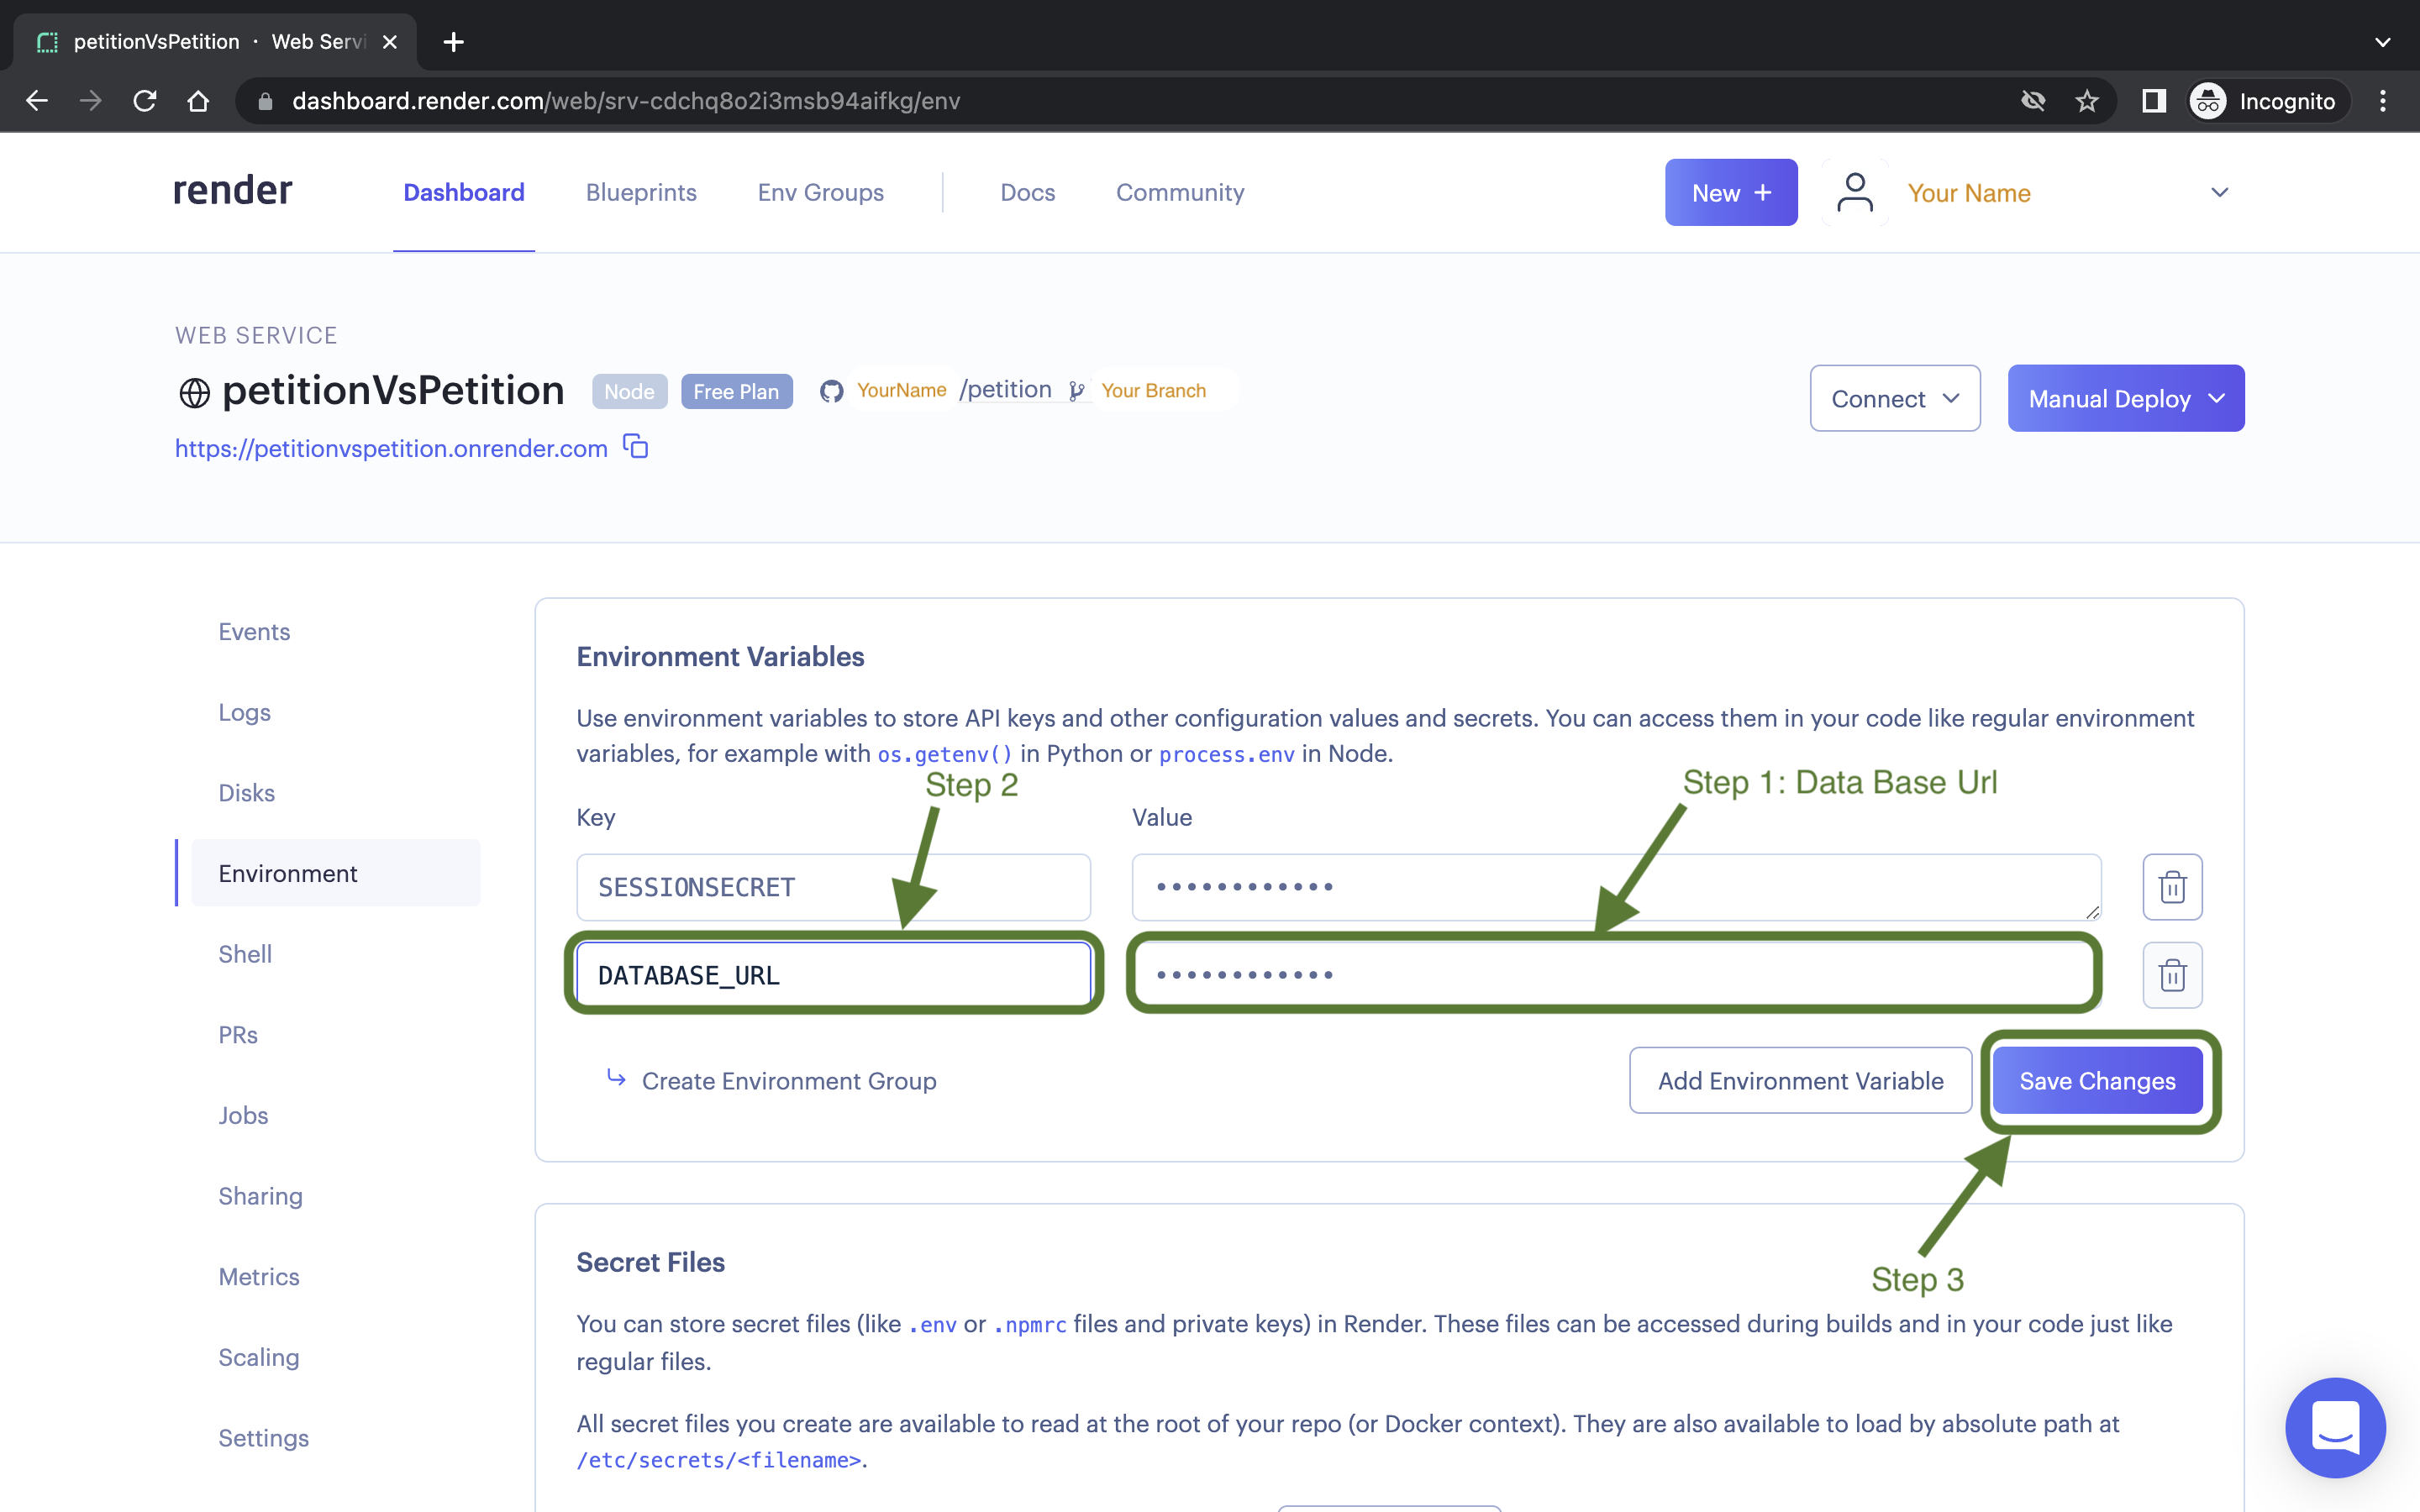 petitionVsPetition · Web Servi
dashboard.render.com/web/srv-cdchq8o2i3msb94aifkg/env
Incognito
render
Dashboard
Blueprints
Env Groups
Docs
Community
New +
Your Name
WEB SERVICE
petitionVsPetition
Node
Free Plan
YourName /petition
Your Branch
Connect
Manual Deploy
https://petitionvspetition.onrender.com
Events
Logs
Disks
Environment
Shell
PRs
Jobs
Sharing
Metrics
Scaling
Settings
Environment Variables
Use environment variables to store API keys and other configuration values and secrets. You can access them in your code like regular environment
variables, for example with os.getenv() in Python or process.env in Node.
Step 2
Step 1: Data Base Url
Key
Value
SESSIONSECRET
••••••••••••
DATABASE_URL
••••••••••••
Create Environment Group
Add Environment Variable
Save Changes
Step 3
Secret Files
You can store secret files (like .env or .npmrc files and private keys) in Render. These files can be accessed during builds and in your code just like
regular files.
All secret files you create are available to read at the root of your repo (or Docker context). They are also available to load by absolute path at
/etc/secrets/<filename>.